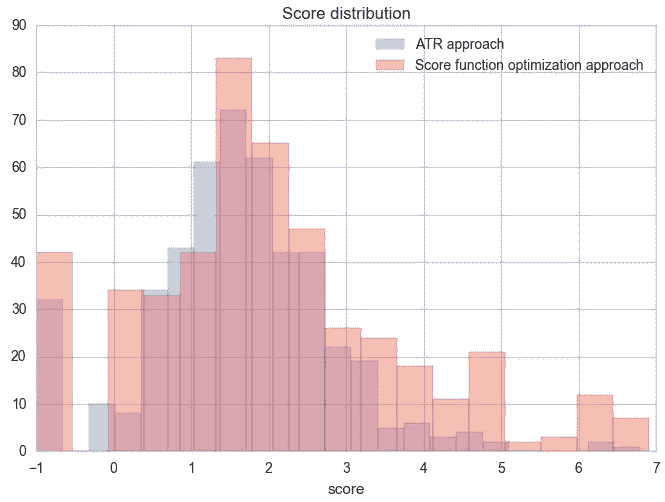 Score distribution
ATR approach
Score function optimization approach
90
80
70
60
50
40
30
20
10
0
−1 0 1 2 3 4 5 6 7
score